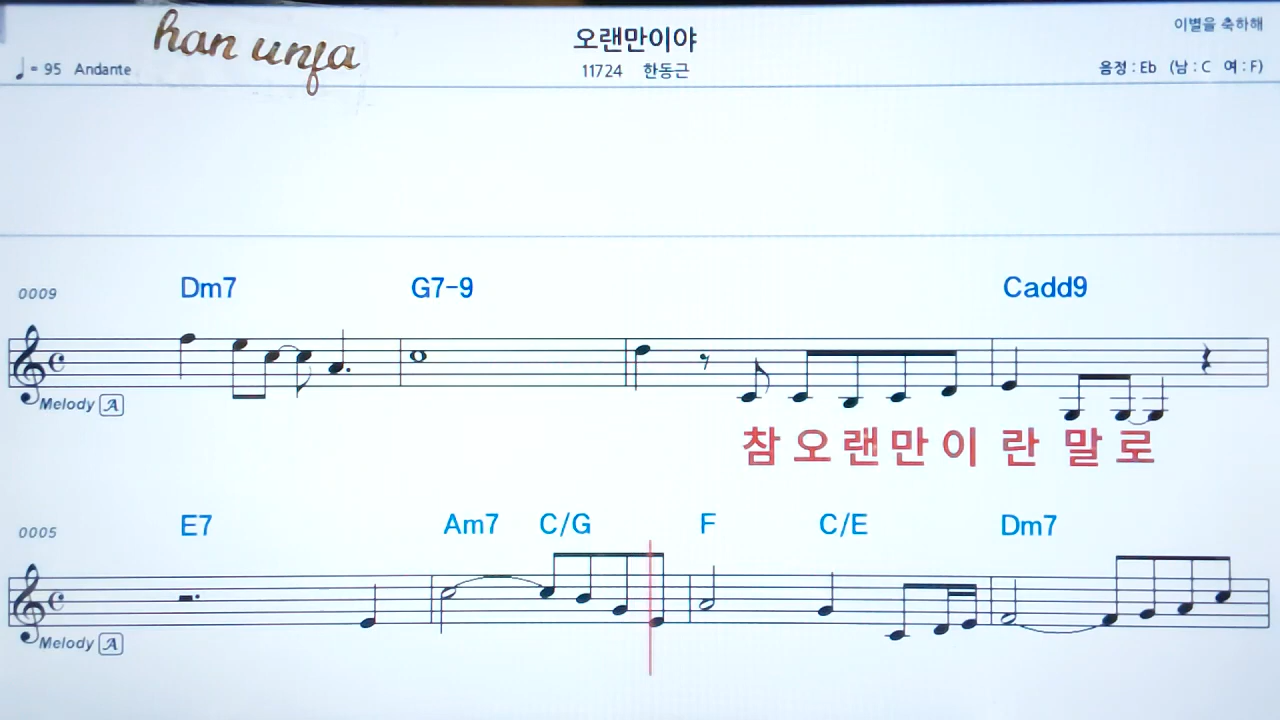 han unja
오랜만이야
이별을 축하해
♩= 95 Andante
11724 한동근
음정 : Eb (남 : C 여 : F)
0009 Dm7 G7-9 Cadd9
Melody A
참 오 랜 만 이 란 말 로
0005 E7 Am7 C/G F C/E Dm7
Melody A